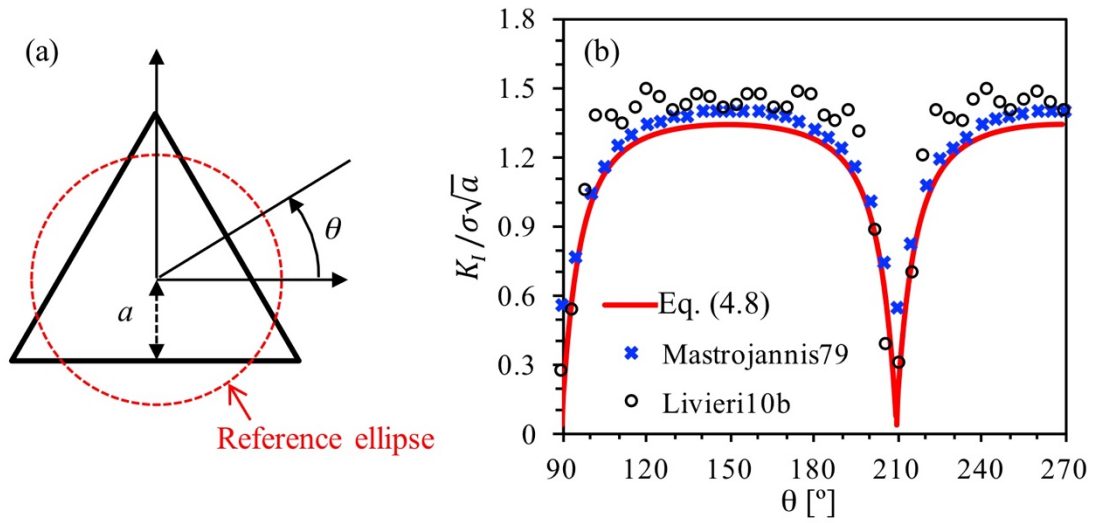 (a)
θ
a
Reference ellipse
(b)
K_I / σ√a
1.8
1.5
1.2
0.9
0.6
0.3
0
Eq. (4.8)
Mastrojannis79
Livieri10b
90 120 150 180 210 240 270
θ [º]